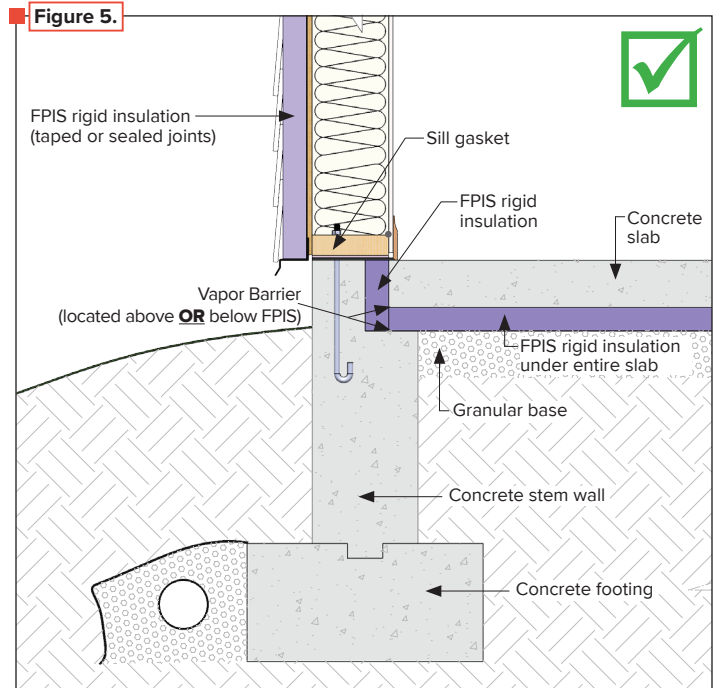 Figure 5.
FPIS rigid insulation
(taped or sealed joints)
Sill gasket
FPIS rigid
insulation
Concrete
slab
Vapor Barrier
(located above OR below FPIS)
FPIS rigid insulation
under entire slab
Granular base
Concrete stem wall
Concrete footing